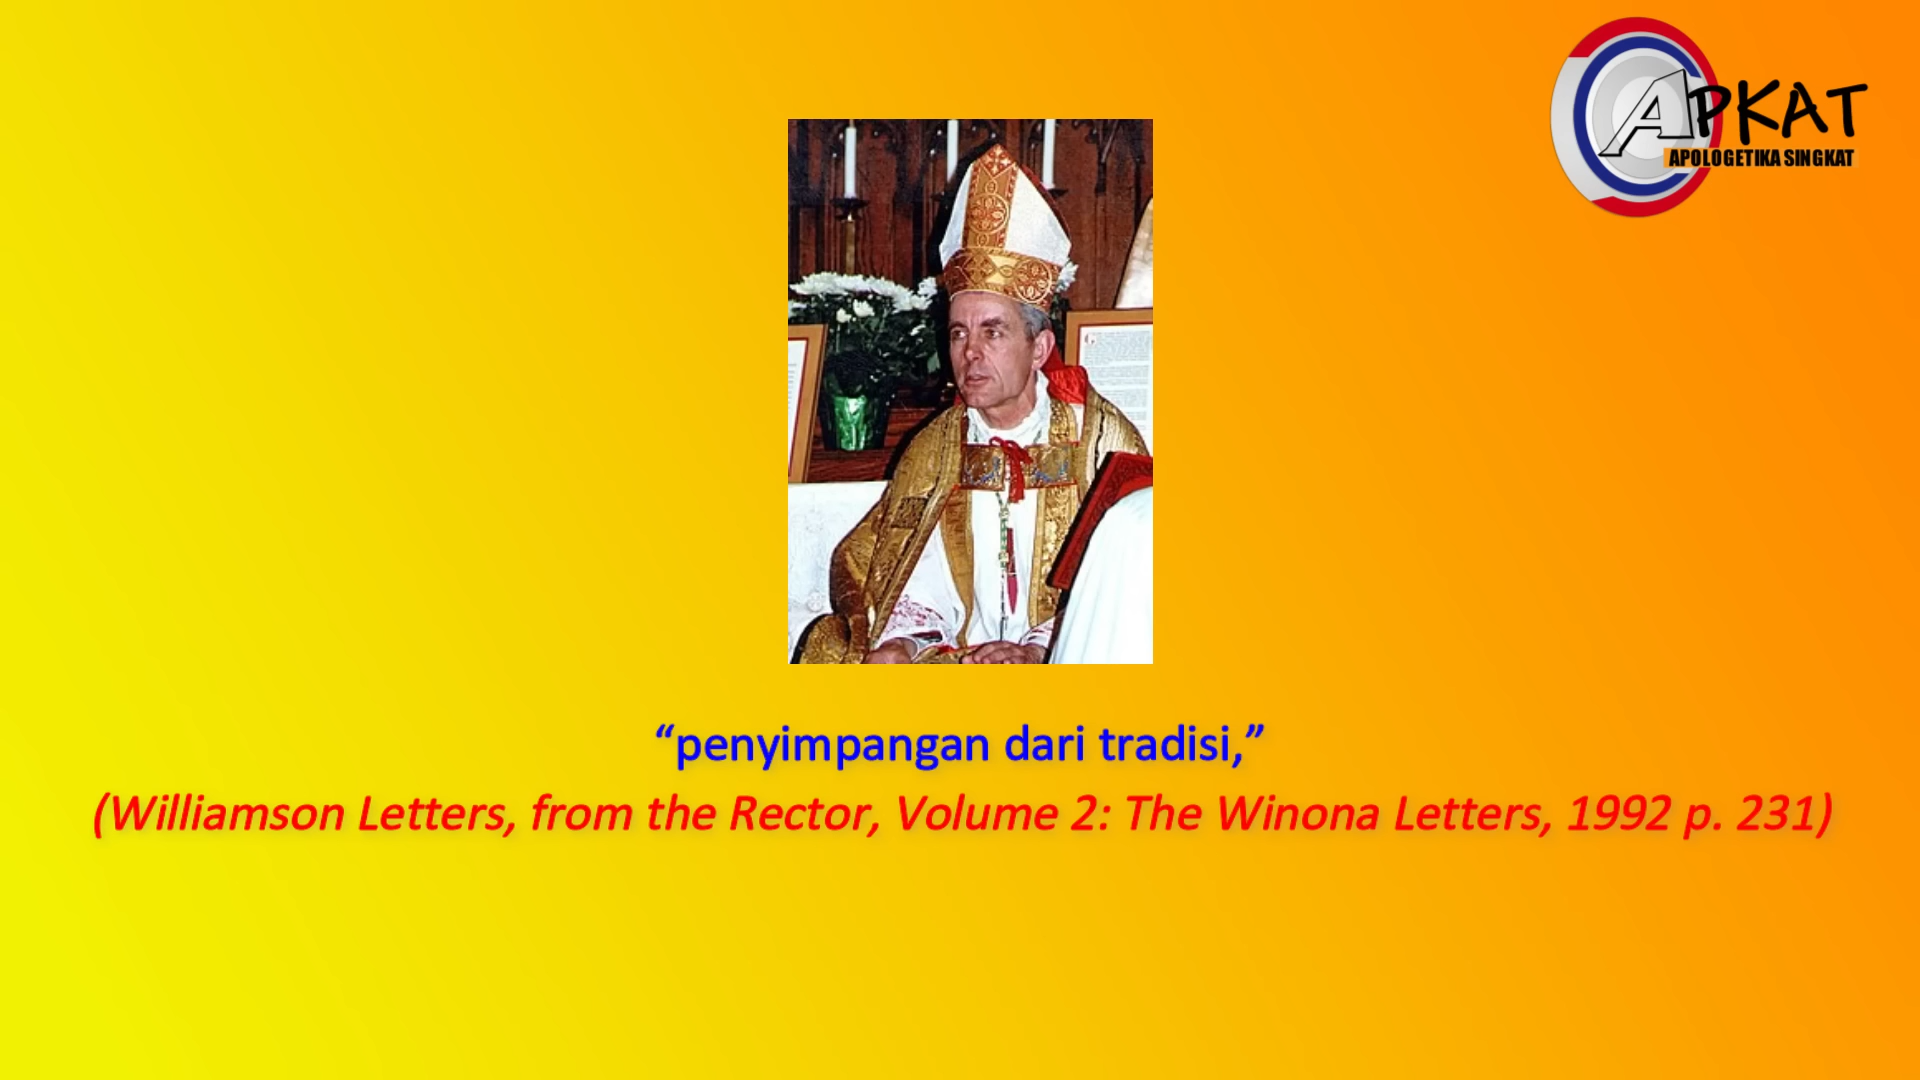 APKAT
APOLOGETIKA SINGKAT
“penyimpangan dari tradisi,”
(Williamson Letters, from the Rector, Volume 2: The Winona Letters, 1992 p. 231)